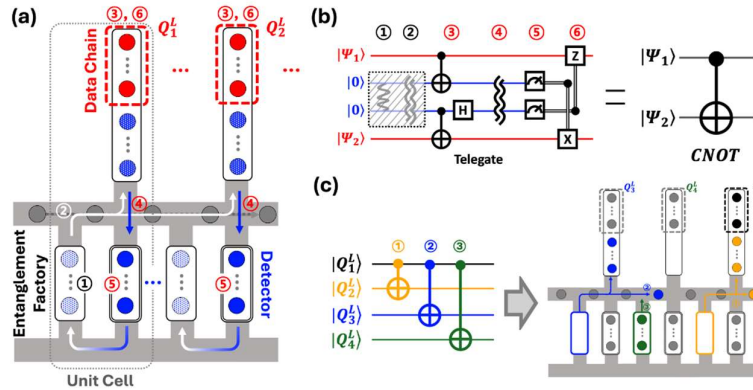 (a)
③, ⑥ Q₁ᴸ
③, ⑥ Q₂ᴸ
Data Chain
... ...
②
④
④
Entanglement
Factory
①
⑤
...
⑤
Detector
Unit Cell
(b)
① ② ③ ④ ⑤ ⑥
|Ψ₁⟩
|0⟩
|0⟩
|Ψ₂⟩
H
Z
X
Telegate
=
|Ψ₁⟩
|Ψ₂⟩
CNOT
(c)
① ② ③
|Q₁ᴸ⟩
|Q₂ᴸ⟩
|Q₃ᴸ⟩
|Q₄ᴸ⟩
Q₃ᴸ
Q₄ᴸ